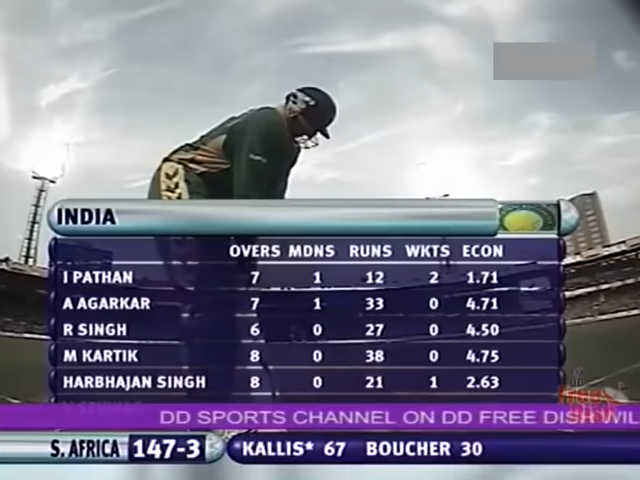 INDIA
OVERS MDNS RUNS WKTS ECON
I PATHAN 7 1 12 2 1.71
A AGARKAR 7 1 33 0 4.71
R SINGH 6 0 27 0 4.50
M KARTIK 8 0 38 0 4.75
HARBHAJAN SINGH 8 0 21 1 2.63
DD SPORTS CHANNEL ON DD FREE DISH WIL
S. AFRICA 147-3 KALLIS* 67 BOUCHER 30